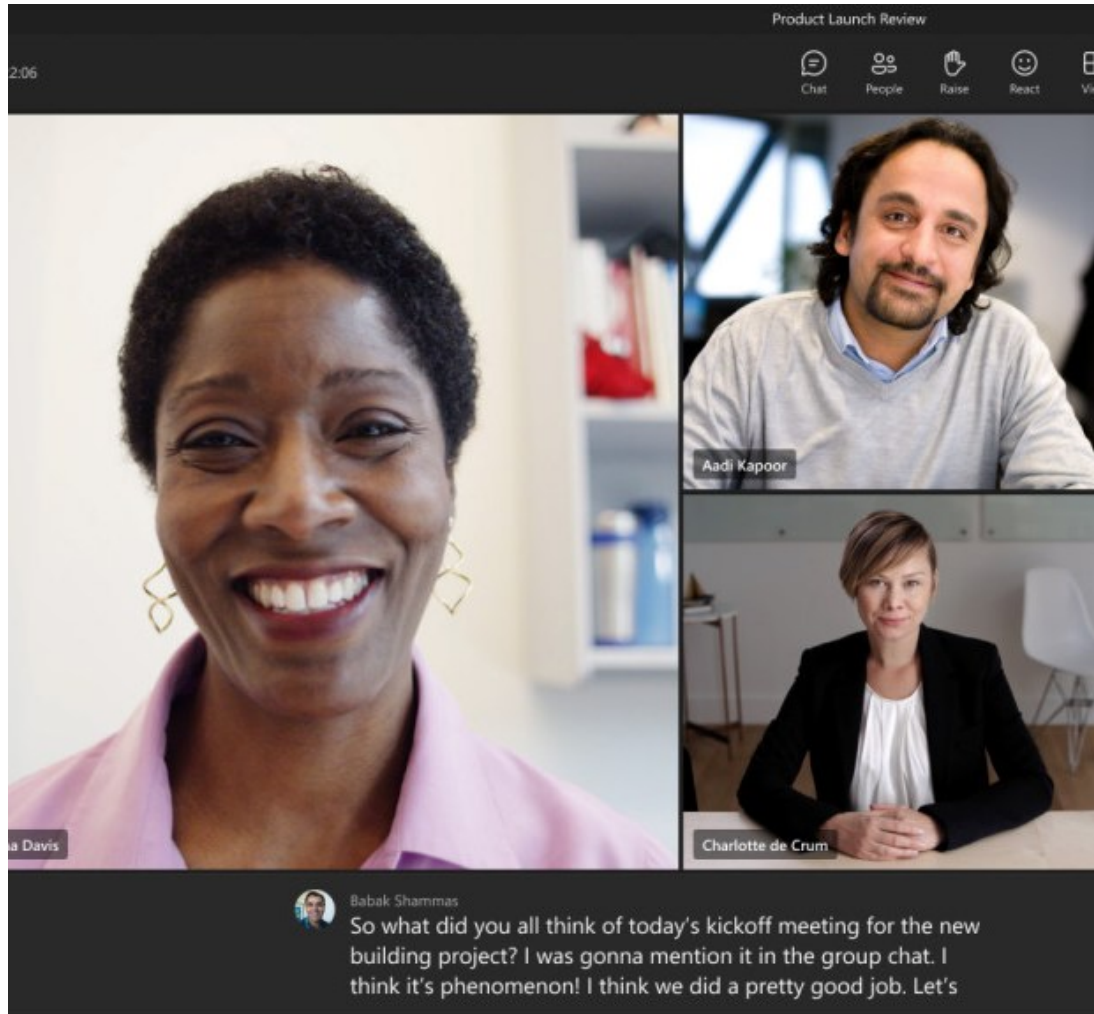 Product Launch Review
2:06
Chat People Raise React
Aadi Kapoor
Davis
Charlotte de Crum
Babak Shammas
So what did you all think of today's kickoff meeting for the new
building project? I was gonna mention it in the group chat. I
think it's phenomenon! I think we did a pretty good job. Let's